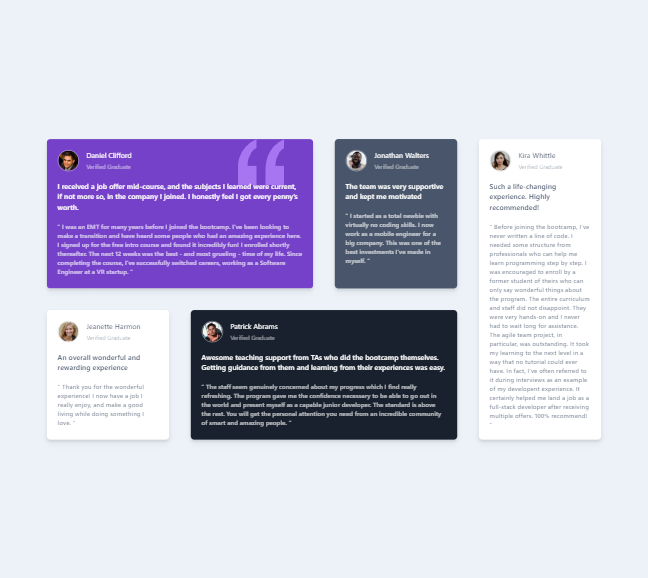 Daniel Clifford
Verified Graduate
I received a job offer mid-course, and the subjects I learned were current,
if not more so, in the company I joined. I honestly feel I got every penny's
worth.
" I was an EMT for many years before I joined the bootcamp. I've been looking to
make a transition and have heard some people who had an amazing experience here.
I signed up for the free intro course and found it incredibly fun! I enrolled shortly
thereafter. The next 12 weeks was the best - and most grueling - time of my life. Since
completing the course, I've successfully switched careers, working as a Software
Engineer at a VR startup. "
Jonathan Walters
Verified Graduate
The team was very supportive
and kept me motivated
" I started as a total newbie with
virtually no coding skills. I now
work as a mobile engineer for a
big company. This was one of the
best investments I've made in
myself. "
Kira Whittle
Verified Graduate
Such a life-changing
experience. Highly
recommended!
" Before joining the bootcamp, I've
never written a line of code. I
needed some structure from
professionals who can help me
learn programming step by step. I
was encouraged to enroll by a
former student of theirs who can
only say wonderful things about
the program. The entire curriculum
and staff did not disappoint. They
were very hands-on and I never
had to wait long for assistance.
The agile team project, in
particular, was outstanding. It took
my learning to the next level in a
way that no tutorial could ever
have. In fact, I've often referred to
it during interviews as an example
of my developent experience. It
certainly helped me land a job as a
full-stack developer after receiving
multiple offers. 100% recommend!
"
Jeanette Harmon
Verified Graduate
An overall wonderful and
rewarding experience
" Thank you for the wonderful
experience! I now have a job I
really enjoy, and make a good
living while doing something I
love. "
Patrick Abrams
Verified Graduate
Awesome teaching support from TAs who did the bootcamp themselves.
Getting guidance from them and learning from their experiences was easy.
" The staff seem genuinely concerned about my progress which I find really
refreshing. The program gave me the confidence necessary to be able to go out in
the world and present myself as a capable junior developer. The standard is above
the rest. You will get the personal attention you need from an incredible community
of smart and amazing people. "